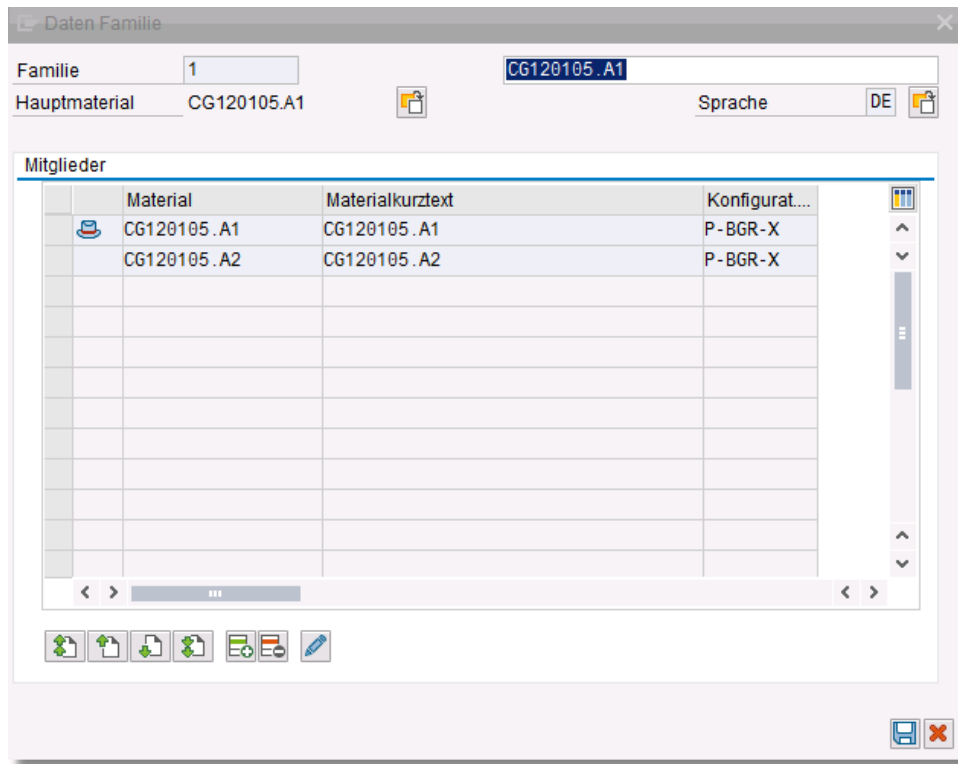 Daten Familie
Familie 1 CG120105.A1
Hauptmaterial CG120105.A1 Sprache DE
Mitglieder
Material Materialkurztext Konfigurat....
CG120105.A1 CG120105.A1 P-BGR-X
CG120105.A2 CG120105.A2 P-BGR-X